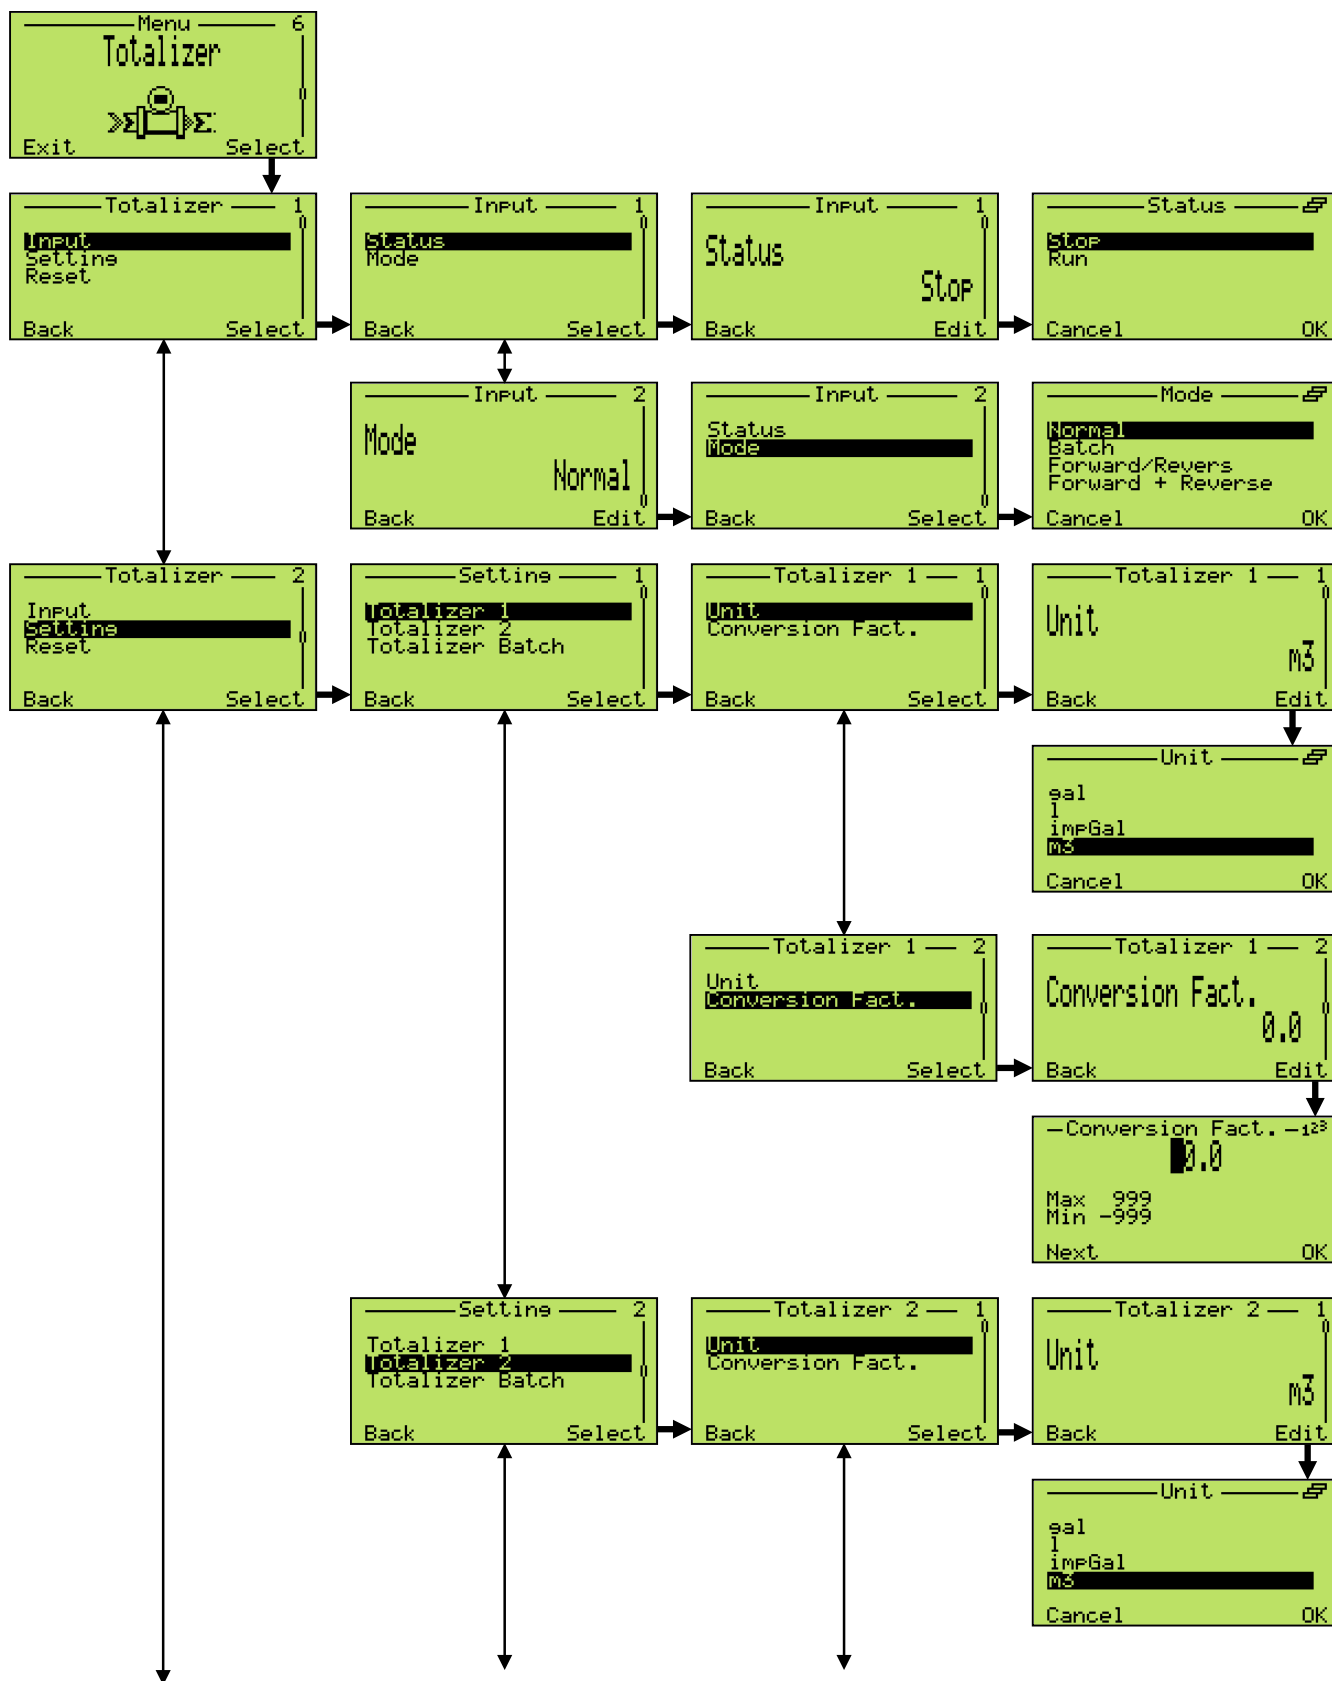 Menu 6
Totalizer
Exit Select
Totalizer 1
Input
Setting
Reset
Back Select
Input 1
Status
Mode
Back Select
Input 1
Status
Stop
Back Edit
Status
Stop
Run
Cancel OK
Input 2
Mode
Normal
Back Edit
Input 2
Status
Mode
Back Select
Mode
Normal
Batch
Forward/Revers
Forward + Reverse
Cancel OK
Totalizer 2
Input
Setting
Reset
Back Select
Setting 1
Totalizer 1
Totalizer 2
Totalizer Batch
Back Select
Totalizer 1 1
Unit
Conversion Fact.
Back Select
Totalizer 1 1
Unit
m3
Back Edit
Unit
gal
l
impGal
m3
Cancel OK
Totalizer 1 2
Unit
Conversion Fact.
Back Select
Totalizer 1 2
Conversion Fact.
0.0
Back Edit
Conversion Fact. 123
0.0
Max 999
Min -999
Next OK
Setting 2
Totalizer 1
Totalizer 2
Totalizer Batch
Back Select
Totalizer 2 1
Unit
Conversion Fact.
Back Select
Totalizer 2 1
Unit
m3
Back Edit
Unit
gal
l
impGal
m3
Cancel OK